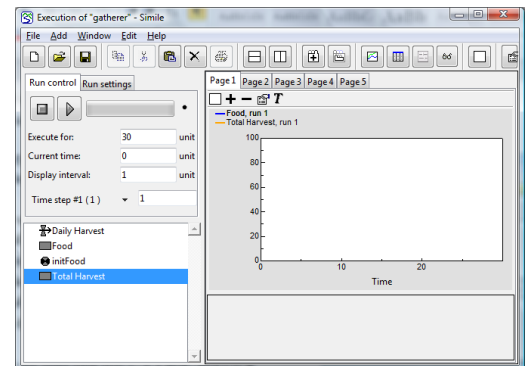 Execution of "gatherer" - Simile
File Add Window Edit Help
Run control Run settings
Execute for: 30 unit
Current time: 0 unit
Display interval: 1 unit
Time step #1 ( 1 ) 1
Daily Harvest
Food
initFood
Total Harvest
Page 1 Page 2 Page 3 Page 4 Page 5
T
Food, run 1
Total Harvest, run 1
100
80
60
40
20
0
0 10 20
Time